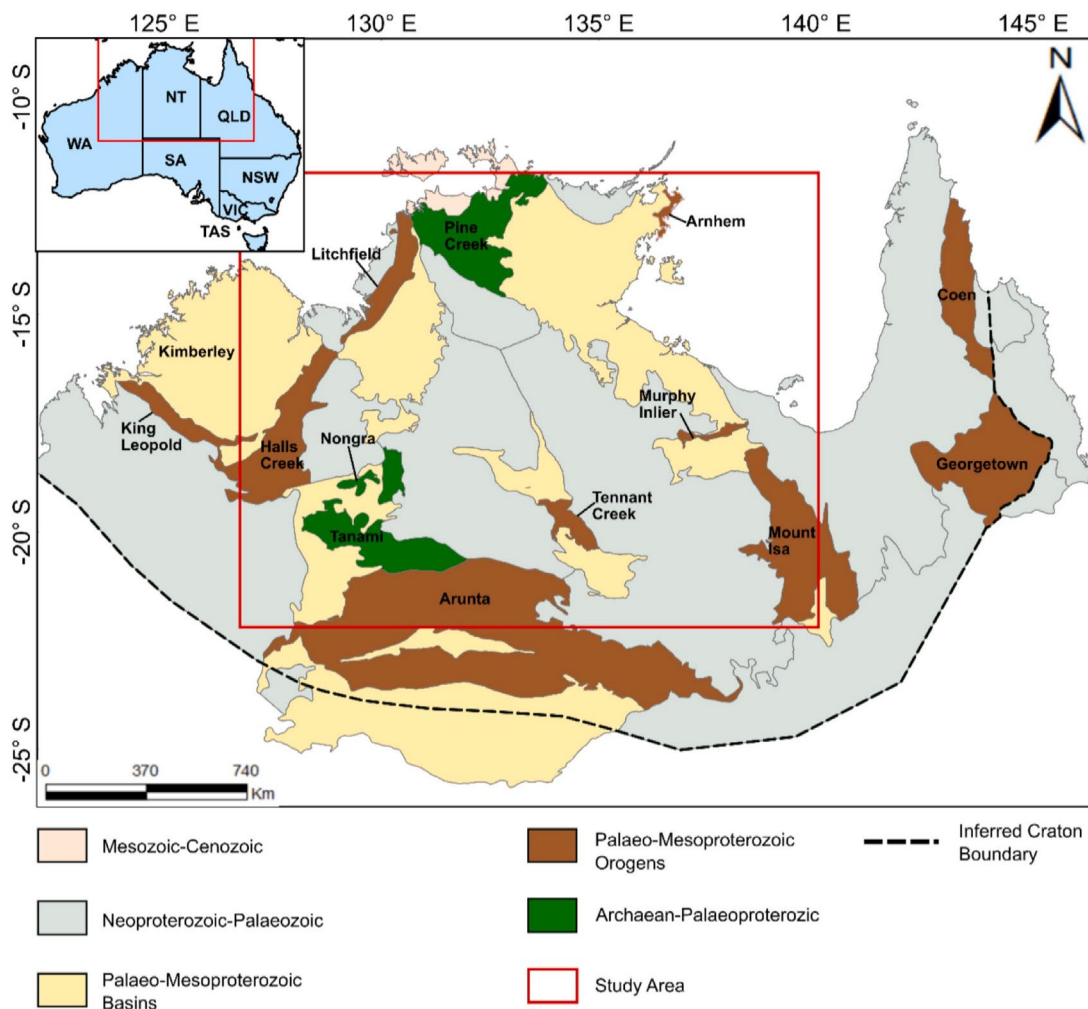 125° E
130° E
135° E
140° E
145° E
-10° S
-15° S
-20° S
-25° S
N
WA
NT
QLD
SA
NSW
VIC
TAS
Pine
Creek
Arnhem
Litchfield
Coen
Kimberley
King
Leopold
Halls
Creek
Nongra
Murphy
Inlier
Georgetown
Tennant
Creek
Tanami
Mount
Isa
Arunta
0 370 740
Km
Mesozoic-Cenozoic
Palaeo-Mesoproterozoic
Orogens
Inferred Craton
Boundary
Neoproterozoic-Palaeozoic
Archaean-Palaeoproterozic
Palaeo-Mesoproterozoic
Basins
Study Area